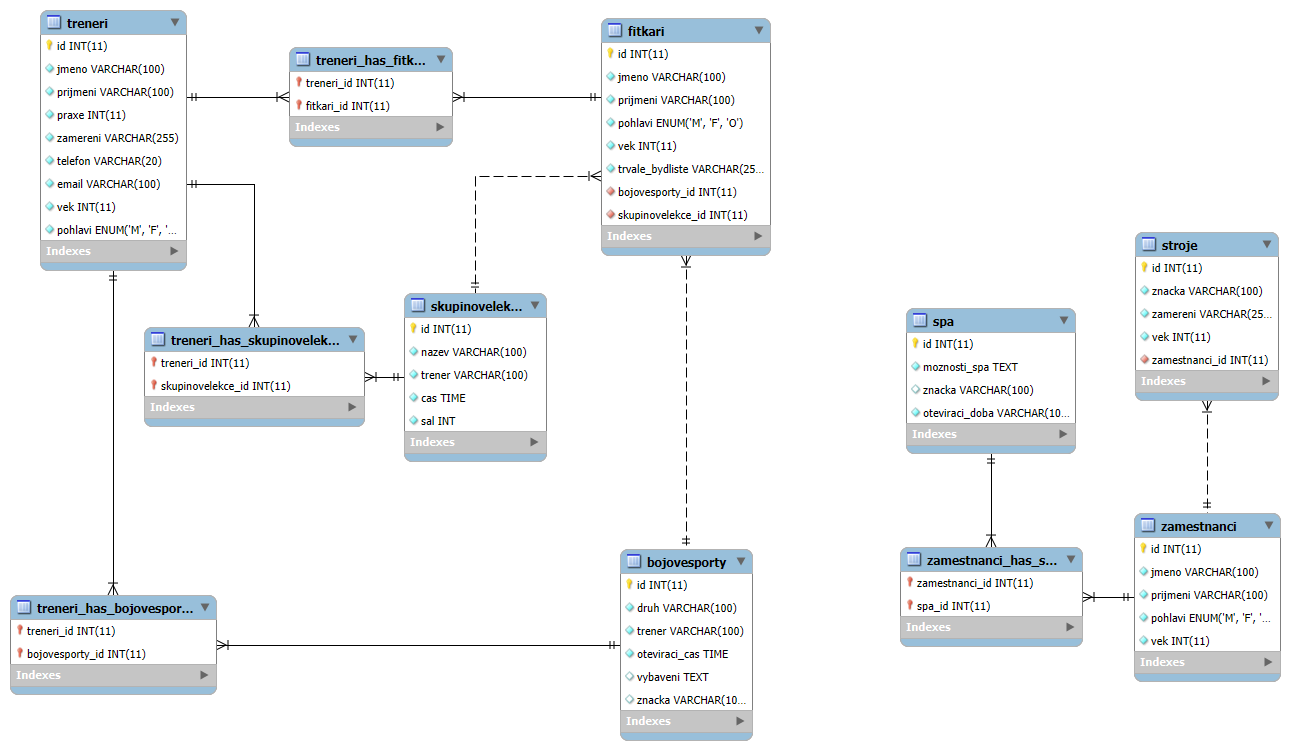 treneri
id INT(11)
jmeno VARCHAR(100)
prijmeni VARCHAR(100)
praxe INT(11)
zamereni VARCHAR(255)
telefon VARCHAR(20)
email VARCHAR(100)
vek INT(11)
pohlavi ENUM('M', 'F', '...
Indexes
treneri_has_fitk...
treneri_id INT(11)
fitkari_id INT(11)
Indexes
fitkari
id INT(11)
jmeno VARCHAR(100)
prijmeni VARCHAR(100)
pohlavi ENUM('M', 'F', 'O')
vek INT(11)
trvale_bydliste VARCHAR(25...
bojovesporty_id INT(11)
skupinovelekce_id INT(11)
Indexes
treneri_has_skupinovelek...
treneri_id INT(11)
skupinovelekce_id INT(11)
Indexes
skupinovelek...
id INT(11)
nazev VARCHAR(100)
trener VARCHAR(100)
cas TIME
sal INT
Indexes
stroje
id INT(11)
znacka VARCHAR(100)
zamereni VARCHAR(25...
vek INT(11)
zamestnanci_id INT(11)
Indexes
spa
id INT(11)
moznosti_spa TEXT
znacka VARCHAR(100)
oteviraci_doba VARCHAR(10...
Indexes
treneri_has_bojovespor...
treneri_id INT(11)
bojovesporty_id INT(11)
Indexes
bojovesporty
id INT(11)
druh VARCHAR(100)
trener VARCHAR(100)
oteviraci_cas TIME
vybaveni TEXT
znacka VARCHAR(10...
Indexes
zamestnanci_has_s...
zamestnanci_id INT(11)
spa_id INT(11)
Indexes
zamestnanci
id INT(11)
jmeno VARCHAR(100)
prijmeni VARCHAR(100)
pohlavi ENUM('M', 'F', '...
vek INT(11)
Indexes